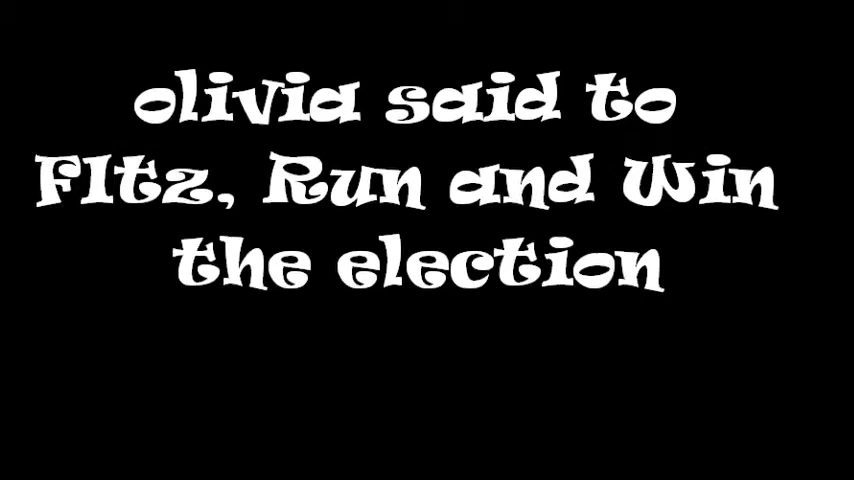 olivia said to
FItz, Run and Win
the election